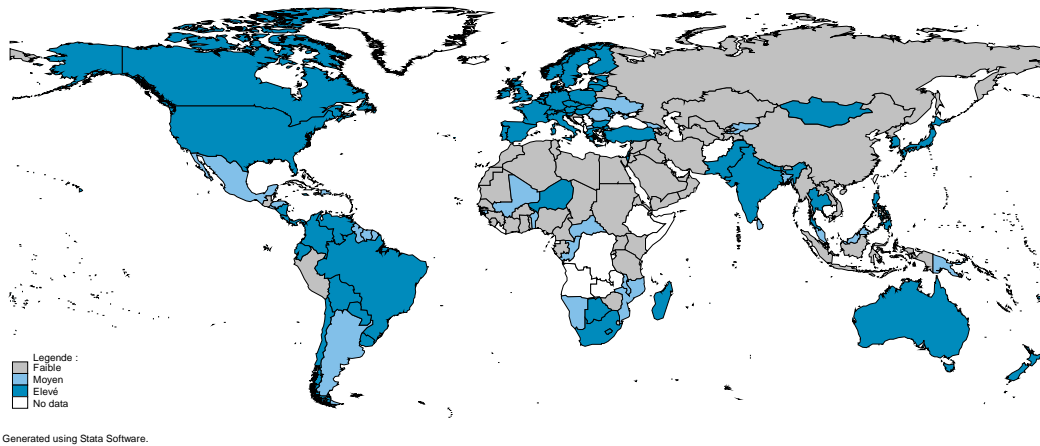 Legende :
Faible
Moyen
Elevé
No data
Generated using Stata Software.